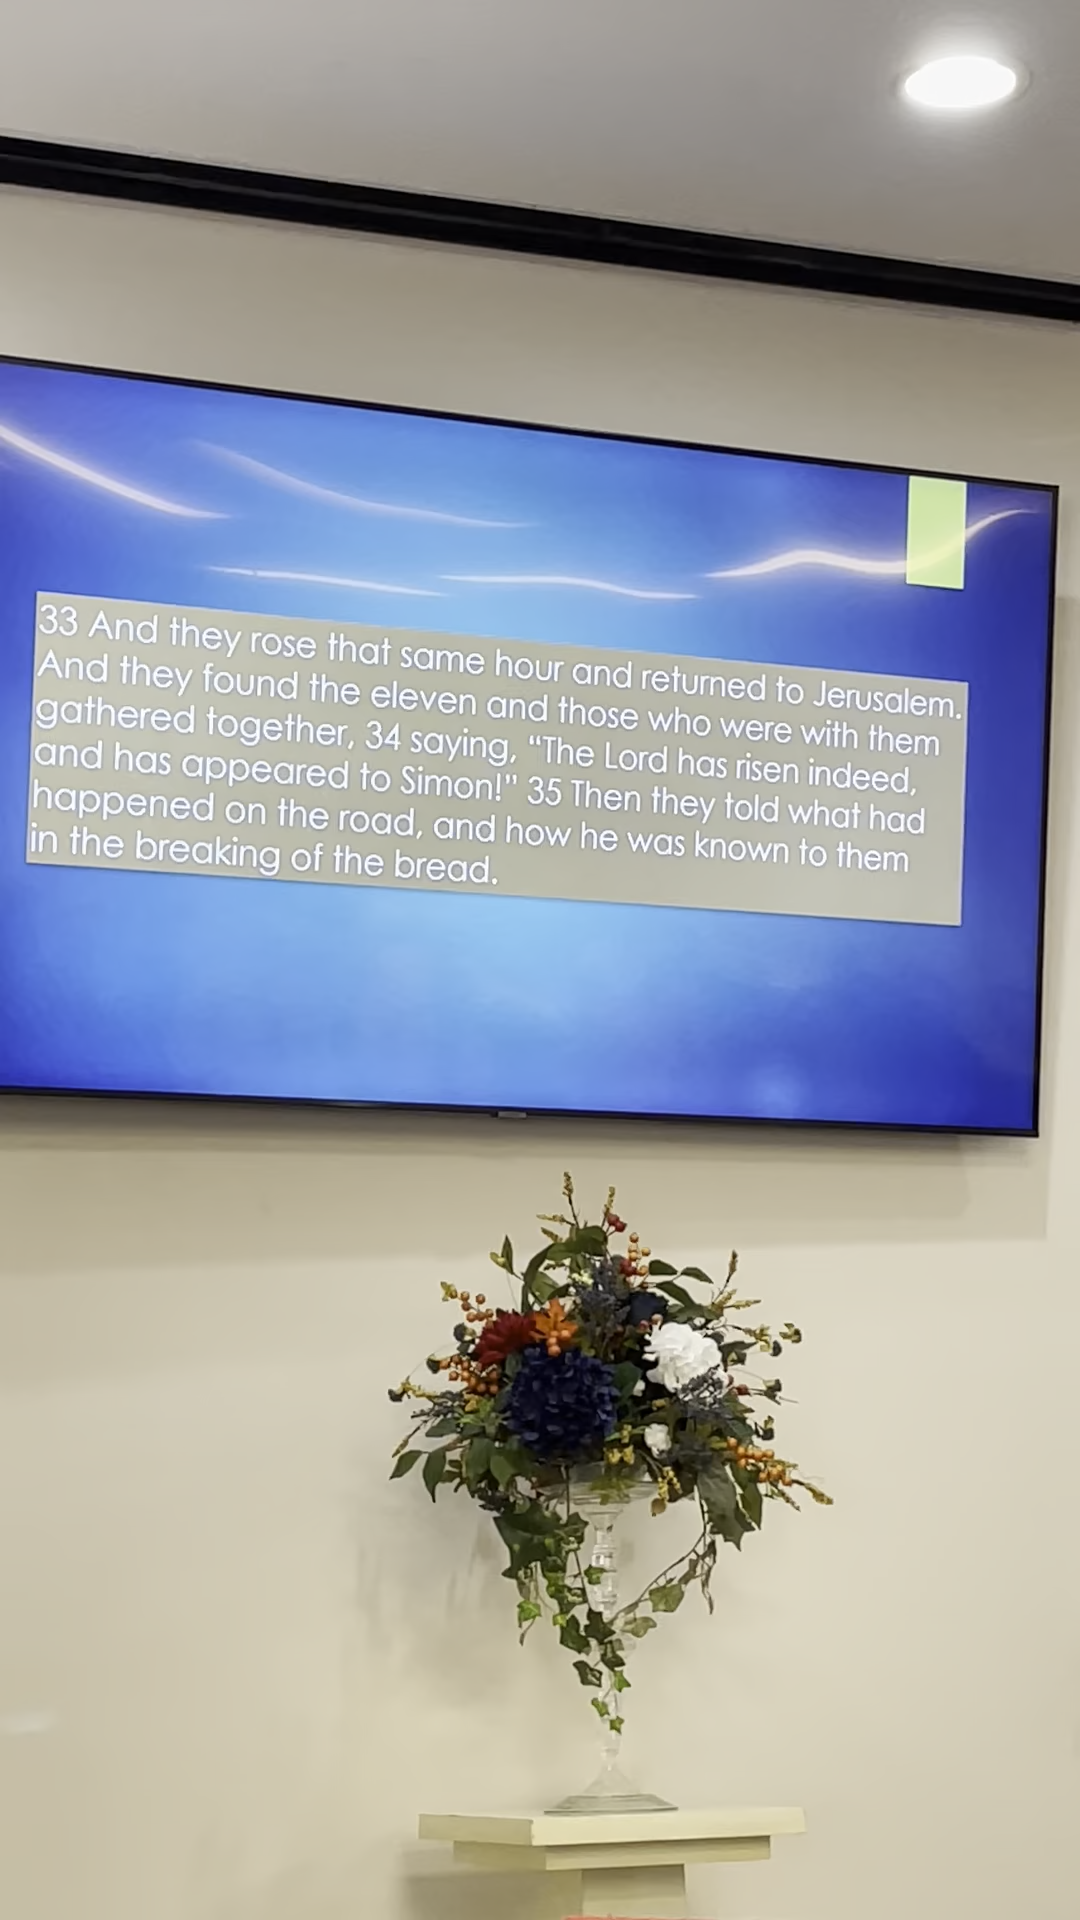 33 And they rose that same hour and returned to Jerusalem.
And they found the eleven and those who were with them
gathered together, 34 saying, “The Lord has risen indeed,
and has appeared to Simon!” 35 Then they told what had
happened on the road, and how he was known to them
in the breaking of the bread.